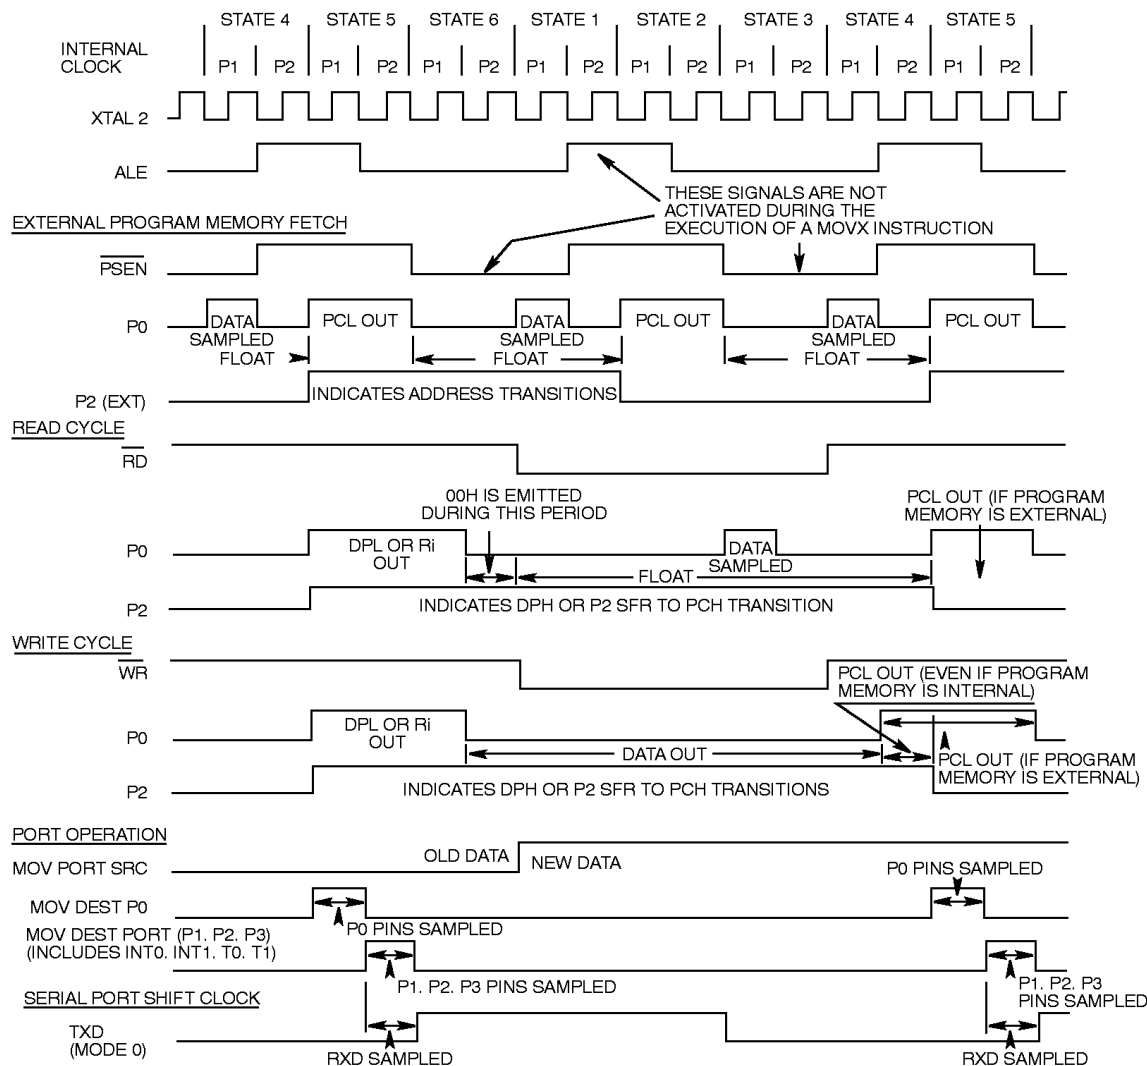 STATE 4 STATE 5 STATE 6 STATE 1 STATE 2 STATE 3 STATE 4 STATE 5
INTERNAL
CLOCK
P1 P2 P1 P2 P1 P2 P1 P2 P1 P2 P1 P2 P1 P2 P1 P2
XTAL 2
ALE
THESE SIGNALS ARE NOT
ACTIVATED DURING THE
EXECUTION OF A MOVX INSTRUCTION
EXTERNAL PROGRAM MEMORY FETCH
PSEN
P0
DATA PCL OUT DATA PCL OUT DATA PCL OUT
SAMPLED SAMPLED SAMPLED
FLOAT FLOAT FLOAT
P2 (EXT)
INDICATES ADDRESS TRANSITIONS
READ CYCLE
RD
00H IS EMITTED
DURING THIS PERIOD
PCL OUT (IF PROGRAM
MEMORY IS EXTERNAL)
P0
DPL OR Ri
OUT
DATA
SAMPLED
FLOAT
P2
INDICATES DPH OR P2 SFR TO PCH TRANSITION
WRITE CYCLE
WR
PCL OUT (EVEN IF PROGRAM
MEMORY IS INTERNAL)
P0
DPL OR Ri
OUT
DATA OUT
PCL OUT (IF PROGRAM
MEMORY IS EXTERNAL)
P2
INDICATES DPH OR P2 SFR TO PCH TRANSITIONS
PORT OPERATION
MOV PORT SRC
OLD DATA
NEW DATA
P0 PINS SAMPLED
MOV DEST P0
P0 PINS SAMPLED
MOV DEST PORT (P1. P2. P3)
(INCLUDES INT0. INT1. T0. T1)
P1. P2. P3 PINS SAMPLED
P1. P2. P3
PINS SAMPLED
SERIAL PORT SHIFT CLOCK
TXD
(MODE 0)
RXD SAMPLED
RXD SAMPLED